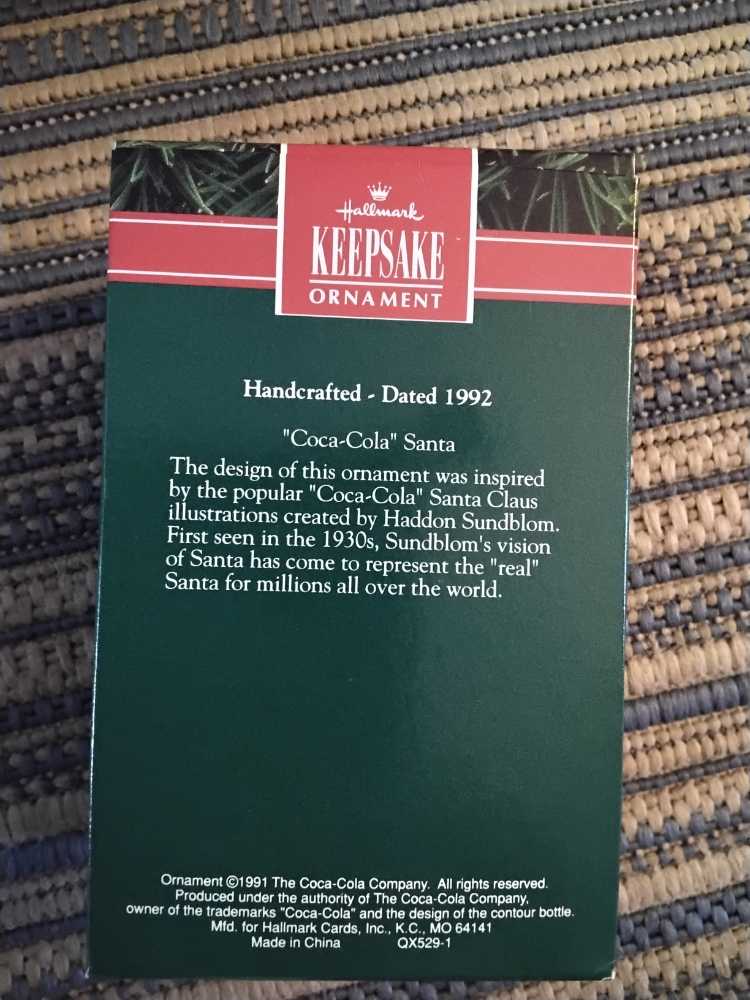 Hallmark
KEEPSAKE
ORNAMENT
Handcrafted - Dated 1992
"Coca-Cola" Santa
The design of this ornament was inspired
by the popular "Coca-Cola" Santa Claus
illustrations created by Haddon Sundblom.
First seen in the 1930s, Sundblom's vision
of Santa has come to represent the "real"
Santa for millions all over the world.
Ornament ©1991 The Coca-Cola Company. All rights reserved.
Produced under the authority of The Coca-Cola Company,
owner of the trademarks "Coca-Cola" and the design of the contour bottle.
Mfd. for Hallmark Cards, Inc., K.C., MO 64141
Made in China QX529-1